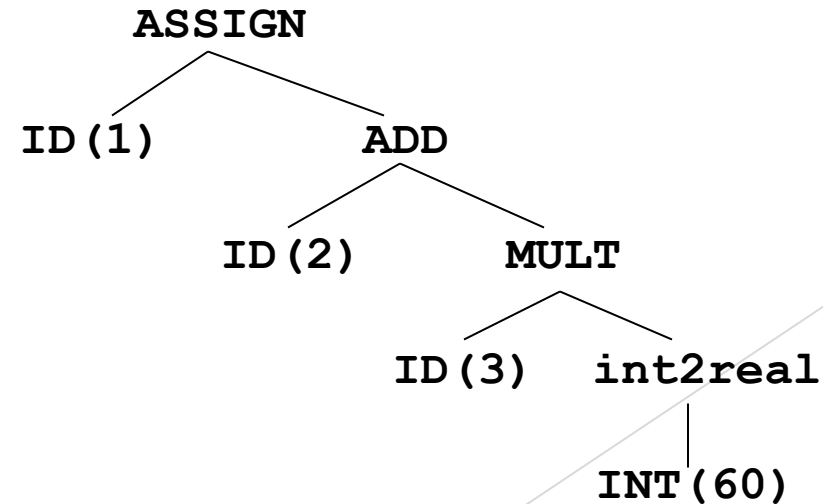 ASSIGN
ID(1) ADD
ID(2) MULT
ID(3) int2real
INT(60)